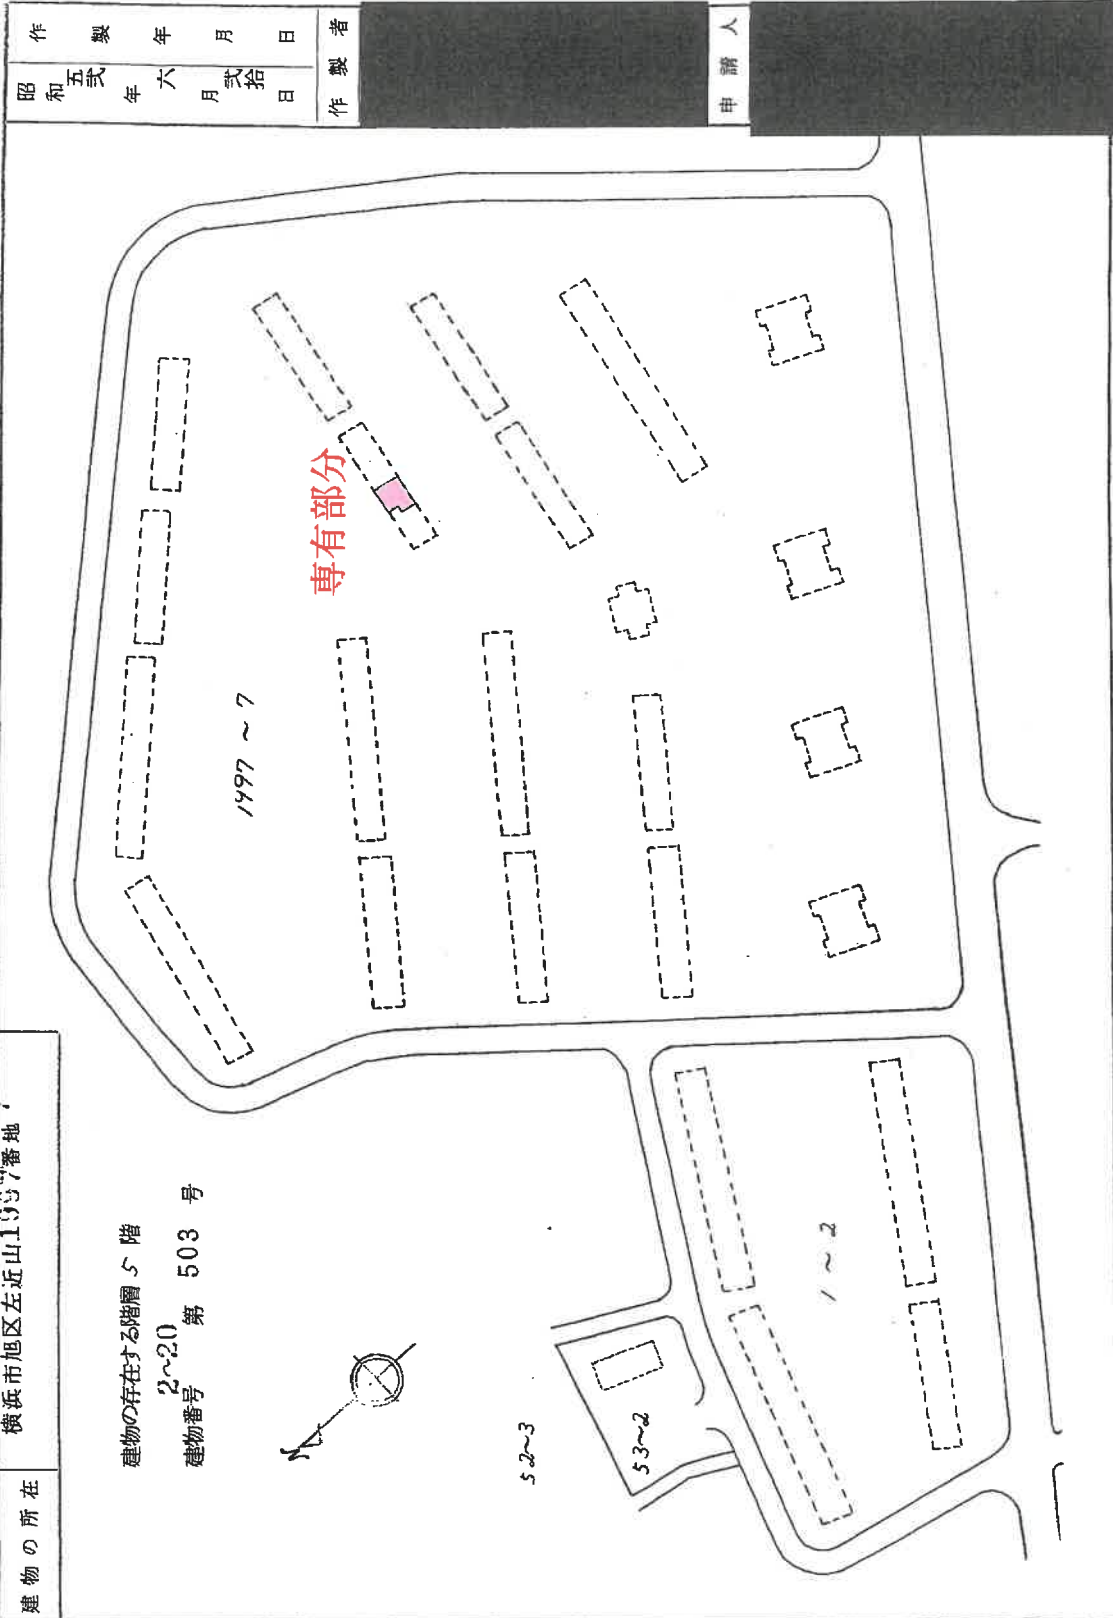 建物の所在
横浜市旭区左近山
番地
作製年月日
昭和五弐年六月弐拾日
作製者
申請人
建物の存在する階層 5 階
2~20
建物番号 第 503 号
専有部分
1497~7
52~3
53~2
1~2